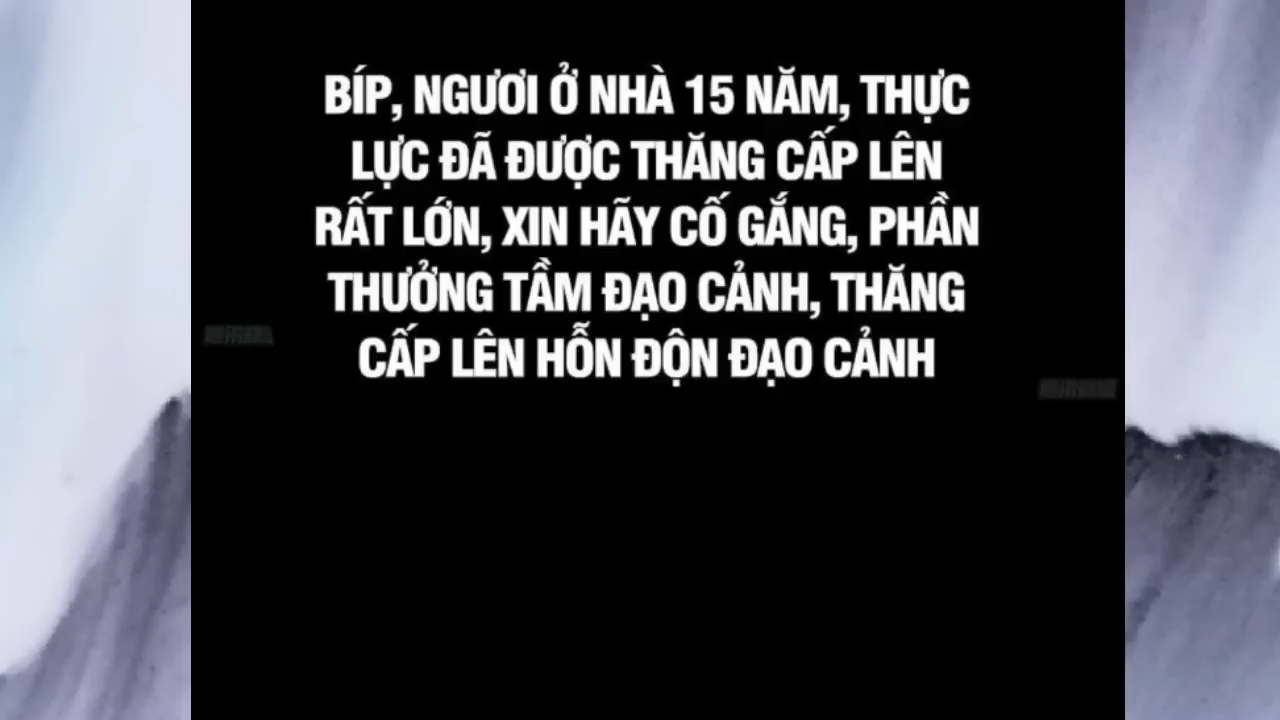 BÍP, NGƯƠI Ở NHÀ 15 NĂM, THỰC
LỰC ĐÃ ĐƯỢC THĂNG CẤP LÊN
RẤT LỚN, XIN HÃY CỐ GẮNG, PHẦN
THƯỞNG TẦM ĐẠO CẢNH, THĂNG
CẤP LÊN HỖN ĐỘN ĐẠO CẢNH